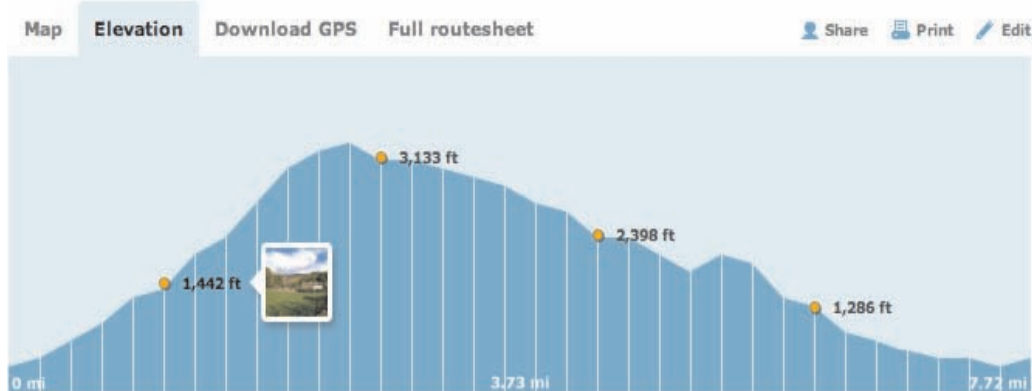 Map Elevation Download GPS Full routesheet Share Print Edit
3,133 ft
2,398 ft
1,442 ft
1,286 ft
0 mi 3.73 mi 7.72 mi